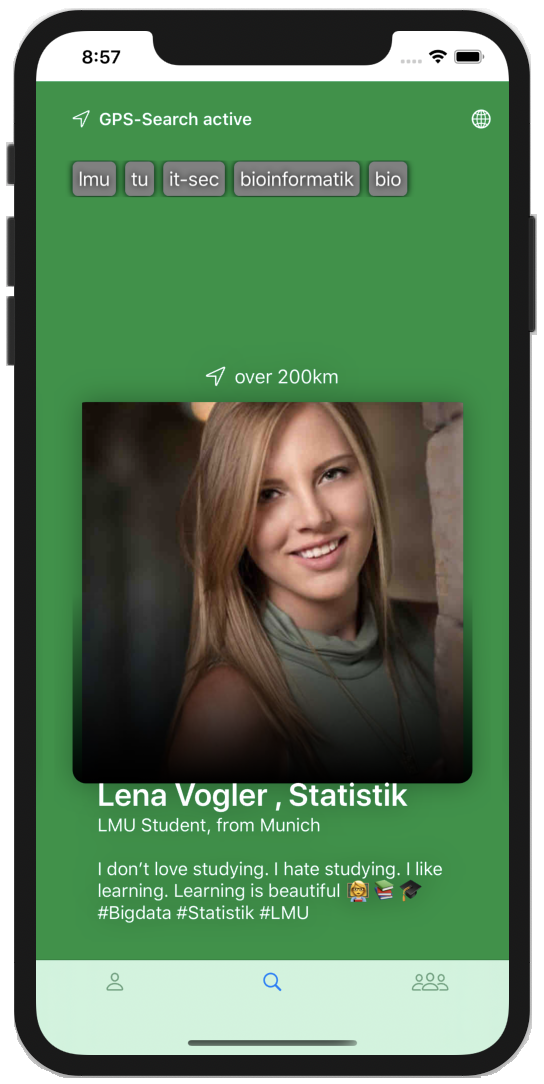 8:57
GPS-Search active
lmu tu it-sec bioinformatik bio
over 200km
Lena Vogler , Statistik
LMU Student, from Munich
I don’t love studying. I hate studying. I like
learning. Learning is beautiful 👩‍🏫 📚 🎓
#Bigdata #Statistik #LMU